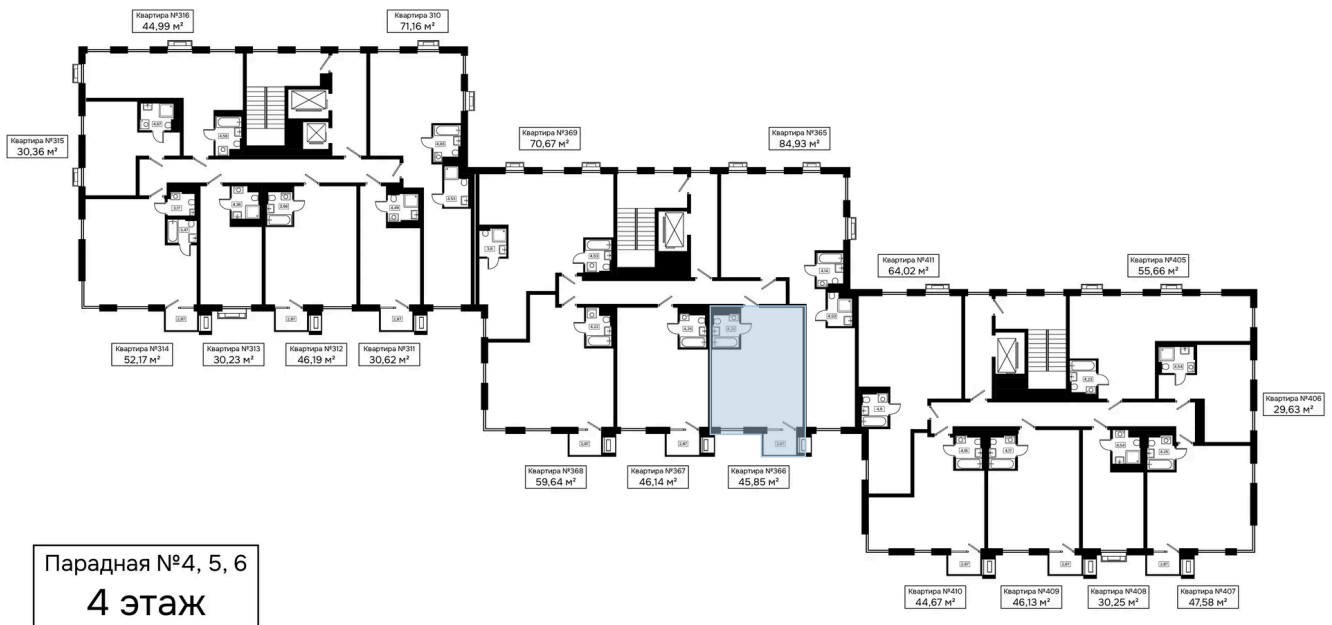 Квартира №316
44,99 м²
Квартира 310
71,16 м²
Квартира №315
30,36 м²
Квартира №369
70,67 м²
Квартира №365
84,93 м²
Квартира №411
64,02 м²
Квартира №405
55,66 м²
Квартира №406
29,63 м²
Квартира №314
52,17 м²
Квартира №313
30,23 м²
Квартира №312
46,19 м²
Квартира №311
30,62 м²
Квартира №368
59,64 м²
Квартира №367
46,14 м²
Квартира №366
45,85 м²
Квартира №410
44,67 м²
Квартира №409
46,13 м²
Квартира №408
30,25 м²
Квартира №407
47,58 м²
Парадная №4, 5, 6
4 этаж